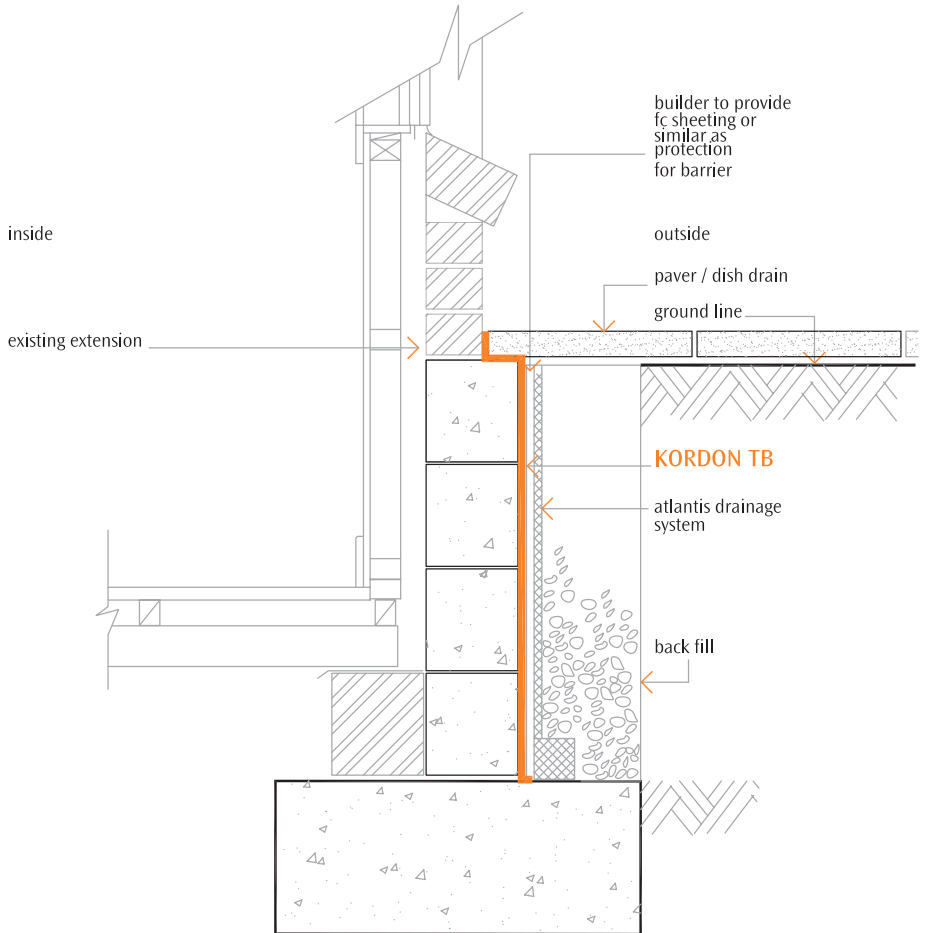 builder to provide
fc sheeting or
similar as
protection
for barrier
inside
outside
paver / dish drain
ground line
existing extension
KORDON TB
atlantis drainage
system
back fill